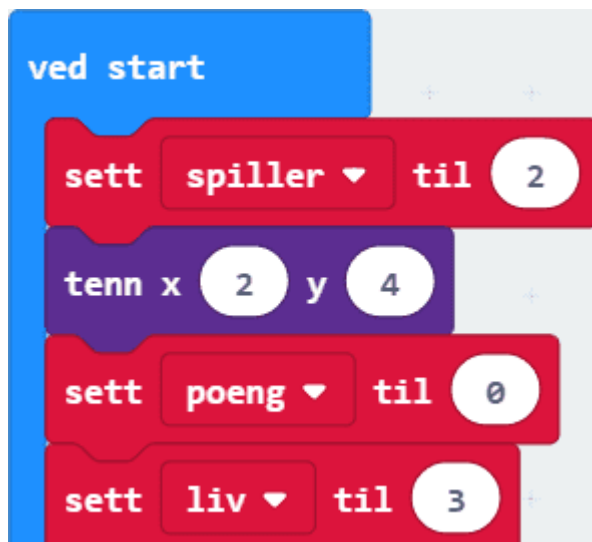 ved start
sett spiller til 2
tenn x 2 y 4
sett poeng til 0
sett liv til 3